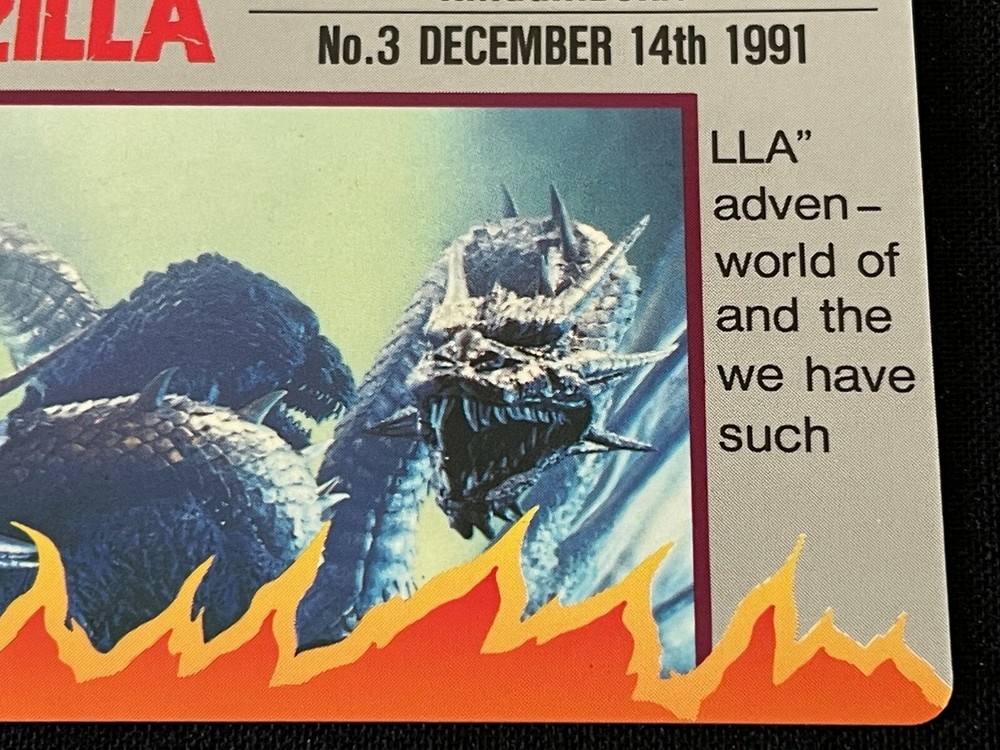 ZILLA
No.3 DECEMBER 14th 1991
LLA”
adven–
world of
and the
we have
such